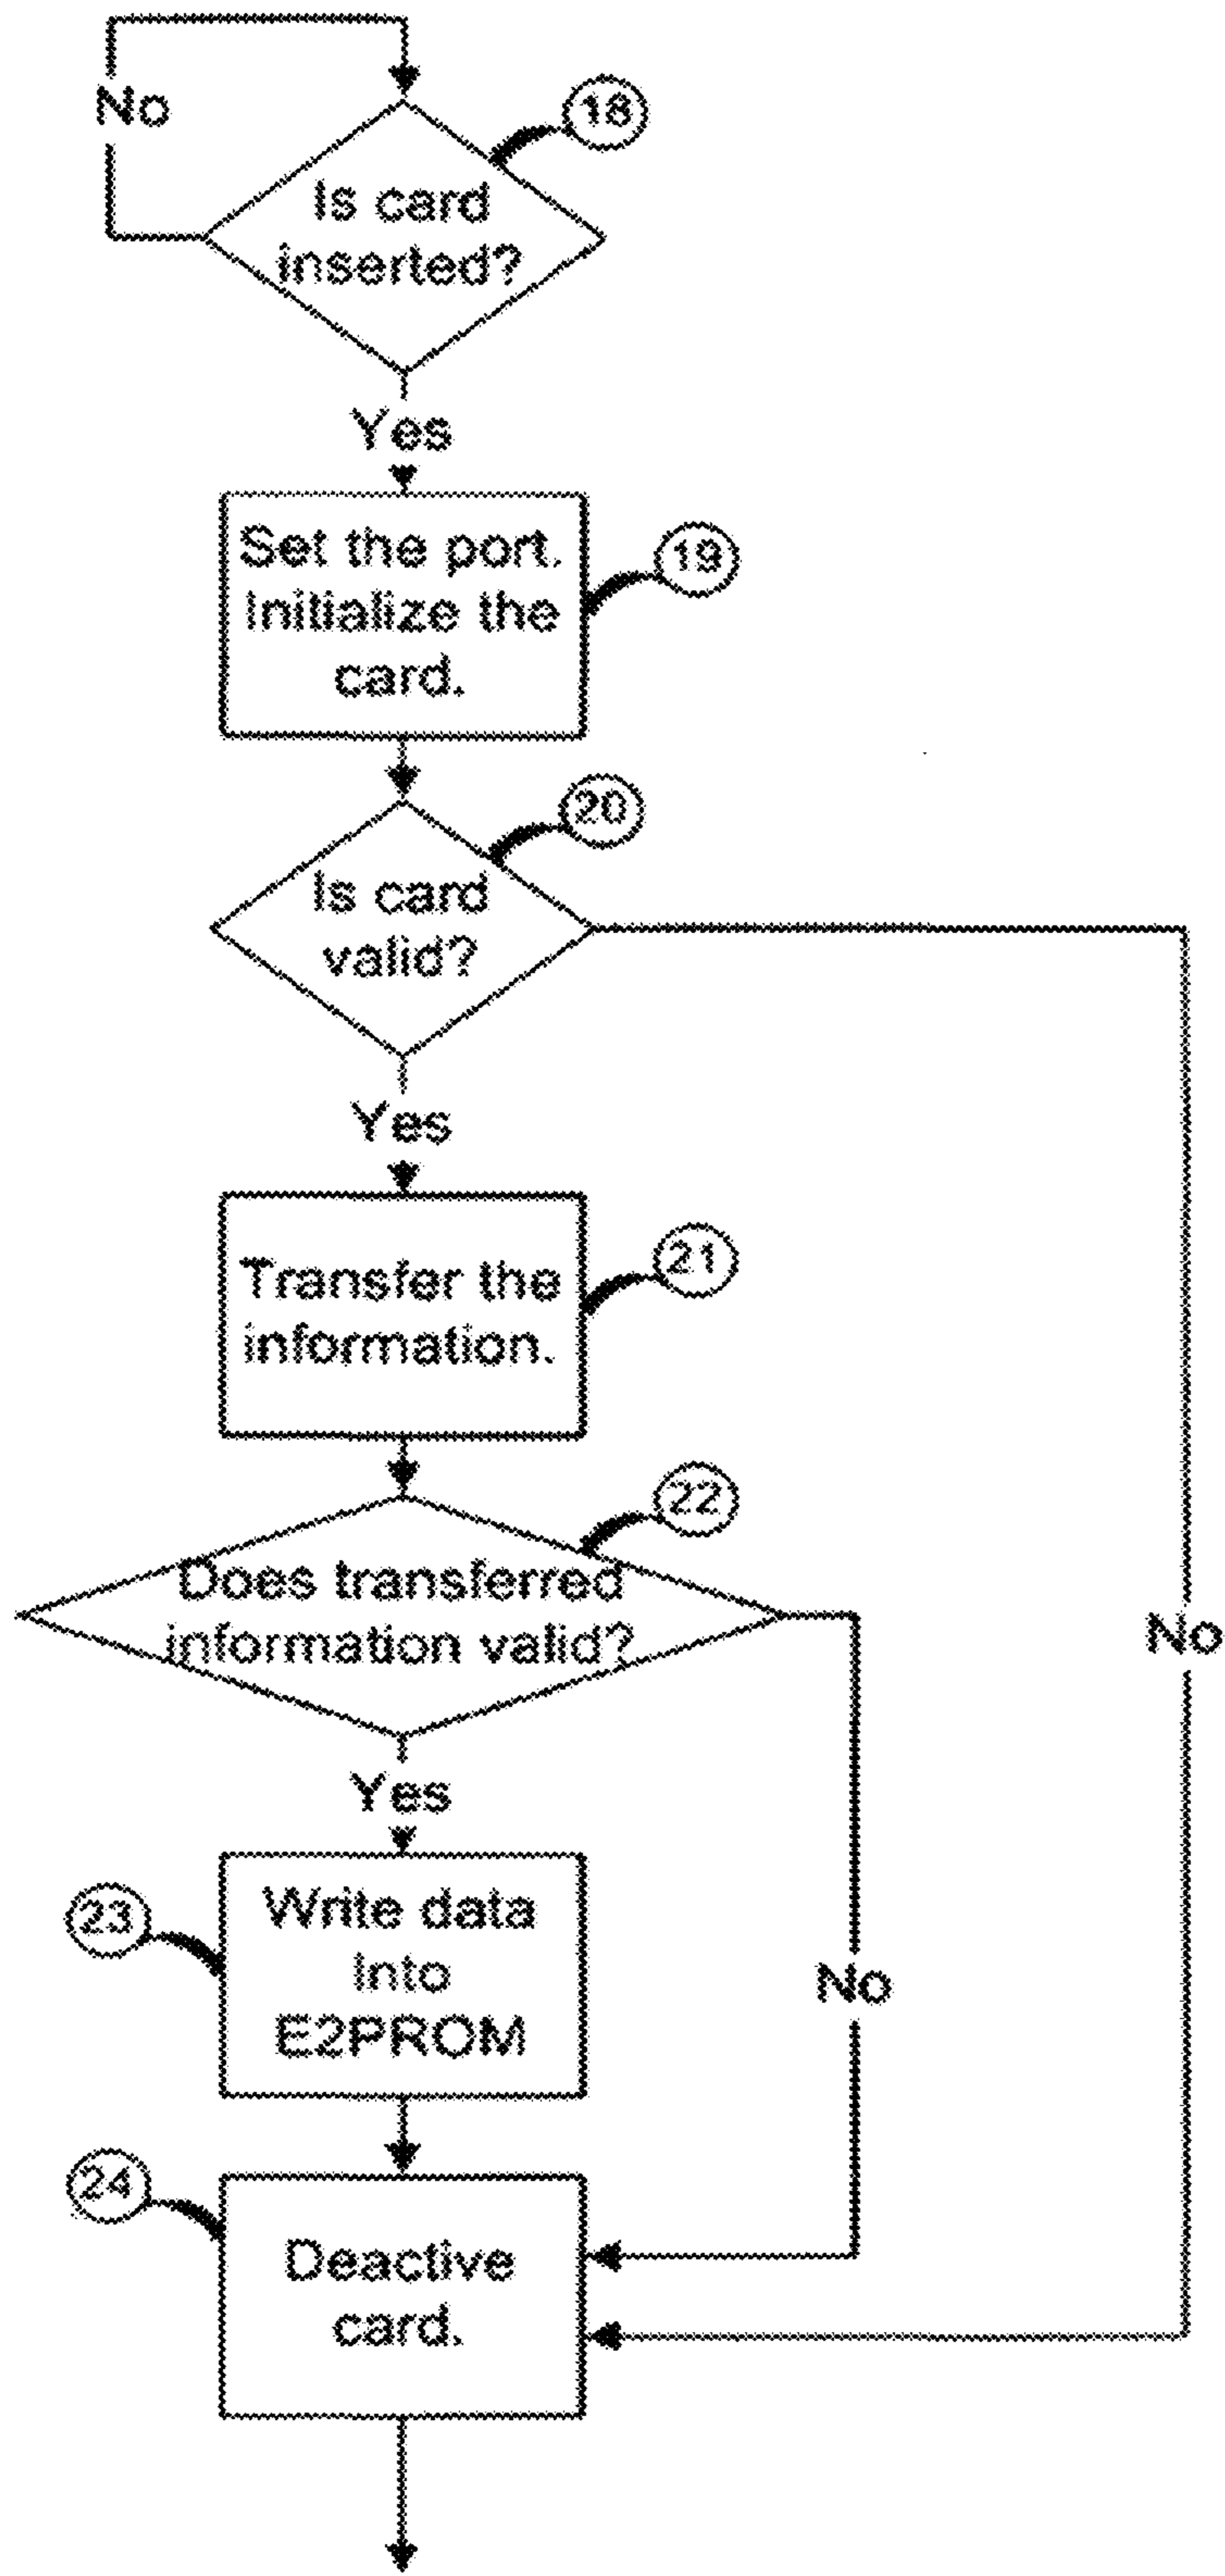 No
18
Is card
inserted?
Yes
19
Set the port.
Initialize the
card.
20
Is card
valid?
Yes
21
Transfer the
information.
22
Does transferred
information valid?
No
Yes
23
Write data
Into
E2PROM
No
24
Deactive
card.